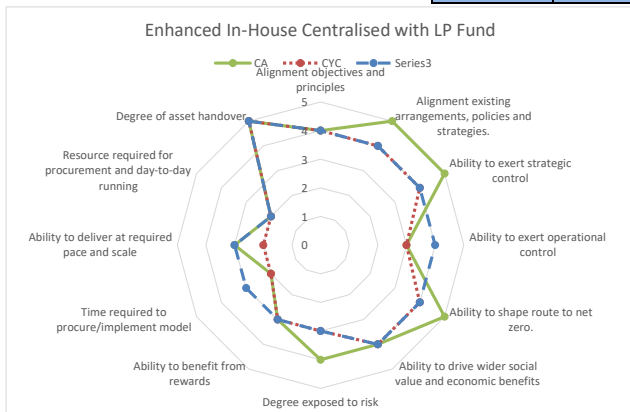 Enhanced In-House Centralised with LP Fund
CA
CYC
Series3
Alignment objectives and
principles
Alignment existing
arrangements, policies and
strategies.
Ability to exert strategic
control
Ability to exert operational
control
Ability to shape route to net
zero.
Ability to drive wider social
value and economic benefits
Degree exposed to risk
Ability to benefit from
rewards
Time required to
procure/implement model
Ability to deliver at required
pace and scale
Resource required for
procurement and day-to-day
running
Degree of asset handover
5
4
3
2
1
0